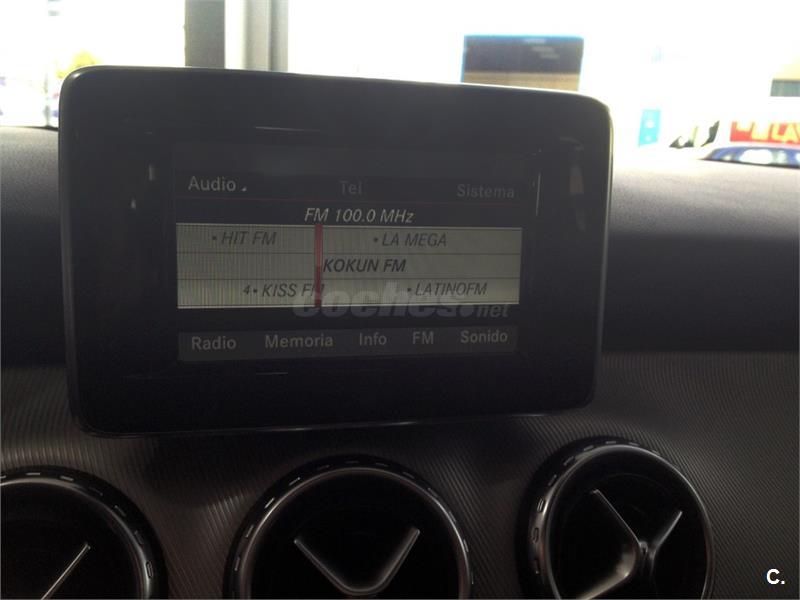 Audio Tel Sistema
FM 100.0 MHz
• HIT FM • LA MEGA
KOKUN FM
4 • KISS FM • LATINOFM
coches.net
Radio Memoria Info FM Sonido
C.